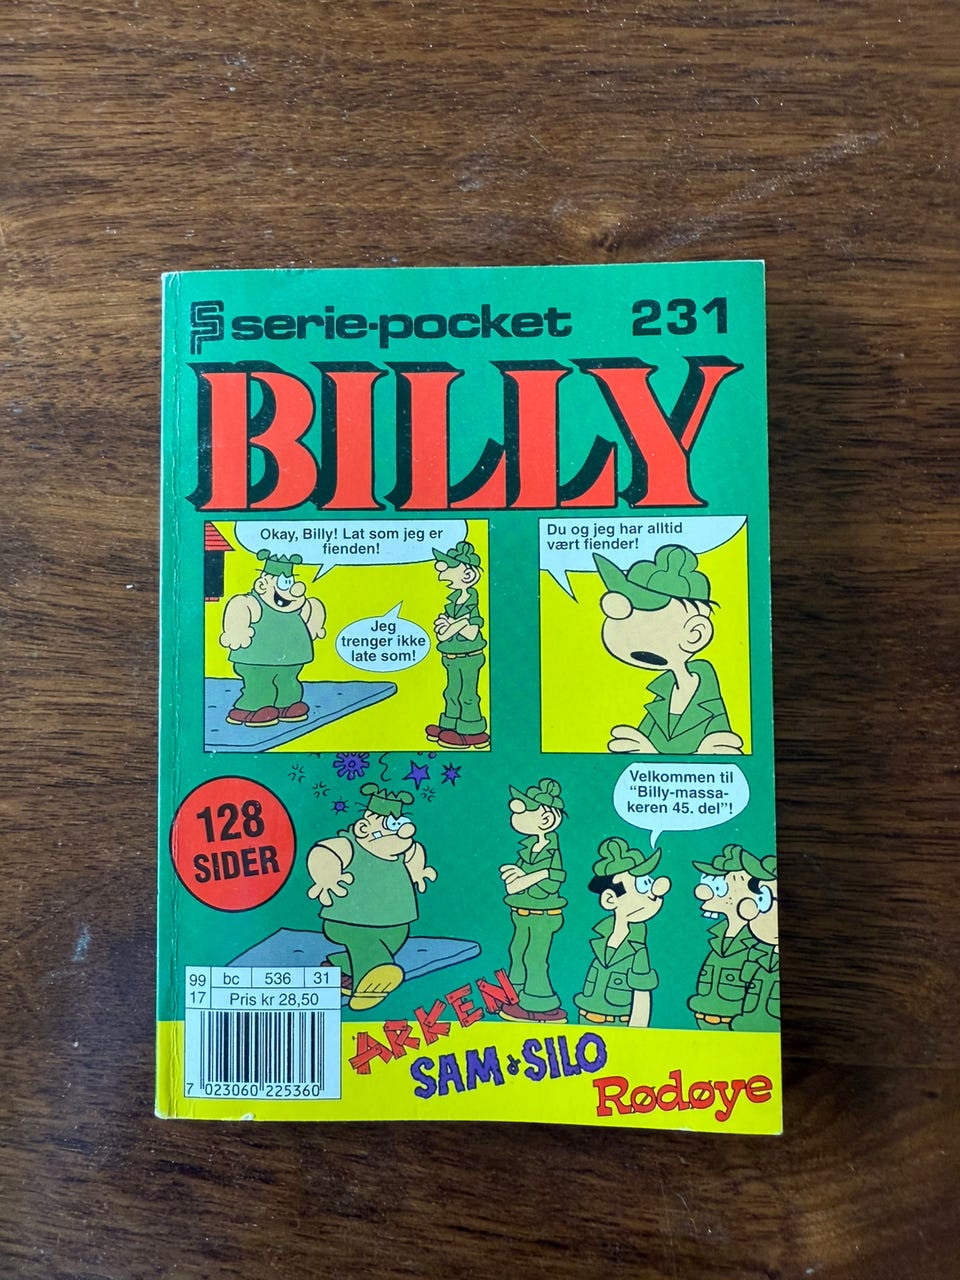 serie-pocket 231
BILLY
Okay, Billy! Lat som jeg er
fienden!
Jeg
trenger ikke
late som!
Du og jeg har alltid
vært fiender!
Velkommen til
"Billy-massa-
keren 45. del"!
128
SIDER
99 bc 536 31
17 Pris kr 28,50
7 023060 225360
ARKEN
SAM & SILO
Rødøye